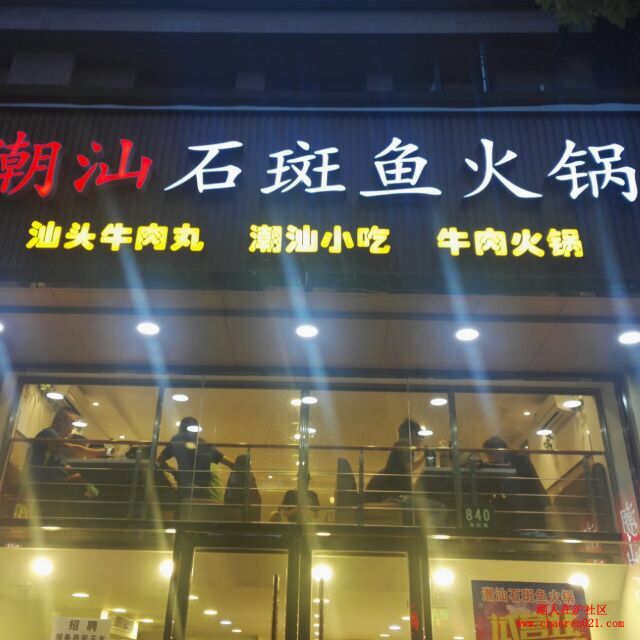 潮汕石斑鱼火锅
汕头牛肉丸 潮汕小吃 牛肉火锅
840
招聘
潮汕石斑鱼火锅
潮人在沪社区
www.chaoren021.com